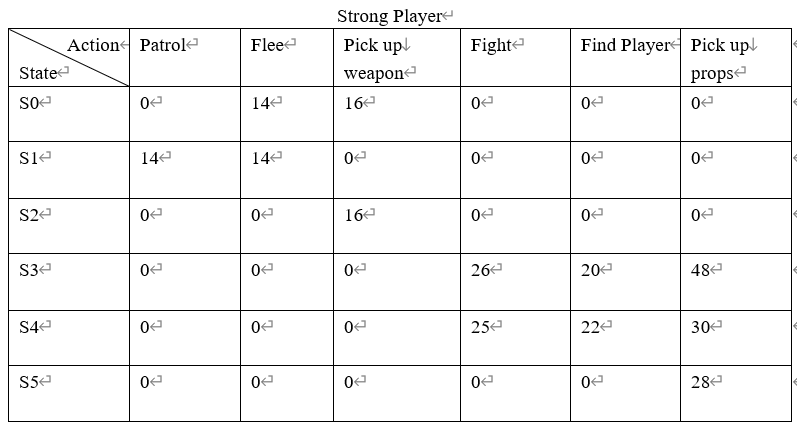 Strong Player
Action Patrol Flee Pick up Fight Find Player Pick up
State weapon props
S0 0 14 16 0 0 0
S1 14 14 0 0 0 0
S2 0 0 16 0 0 0
S3 0 0 0 26 20 48
S4 0 0 0 25 22 30
S5 0 0 0 0 0 28